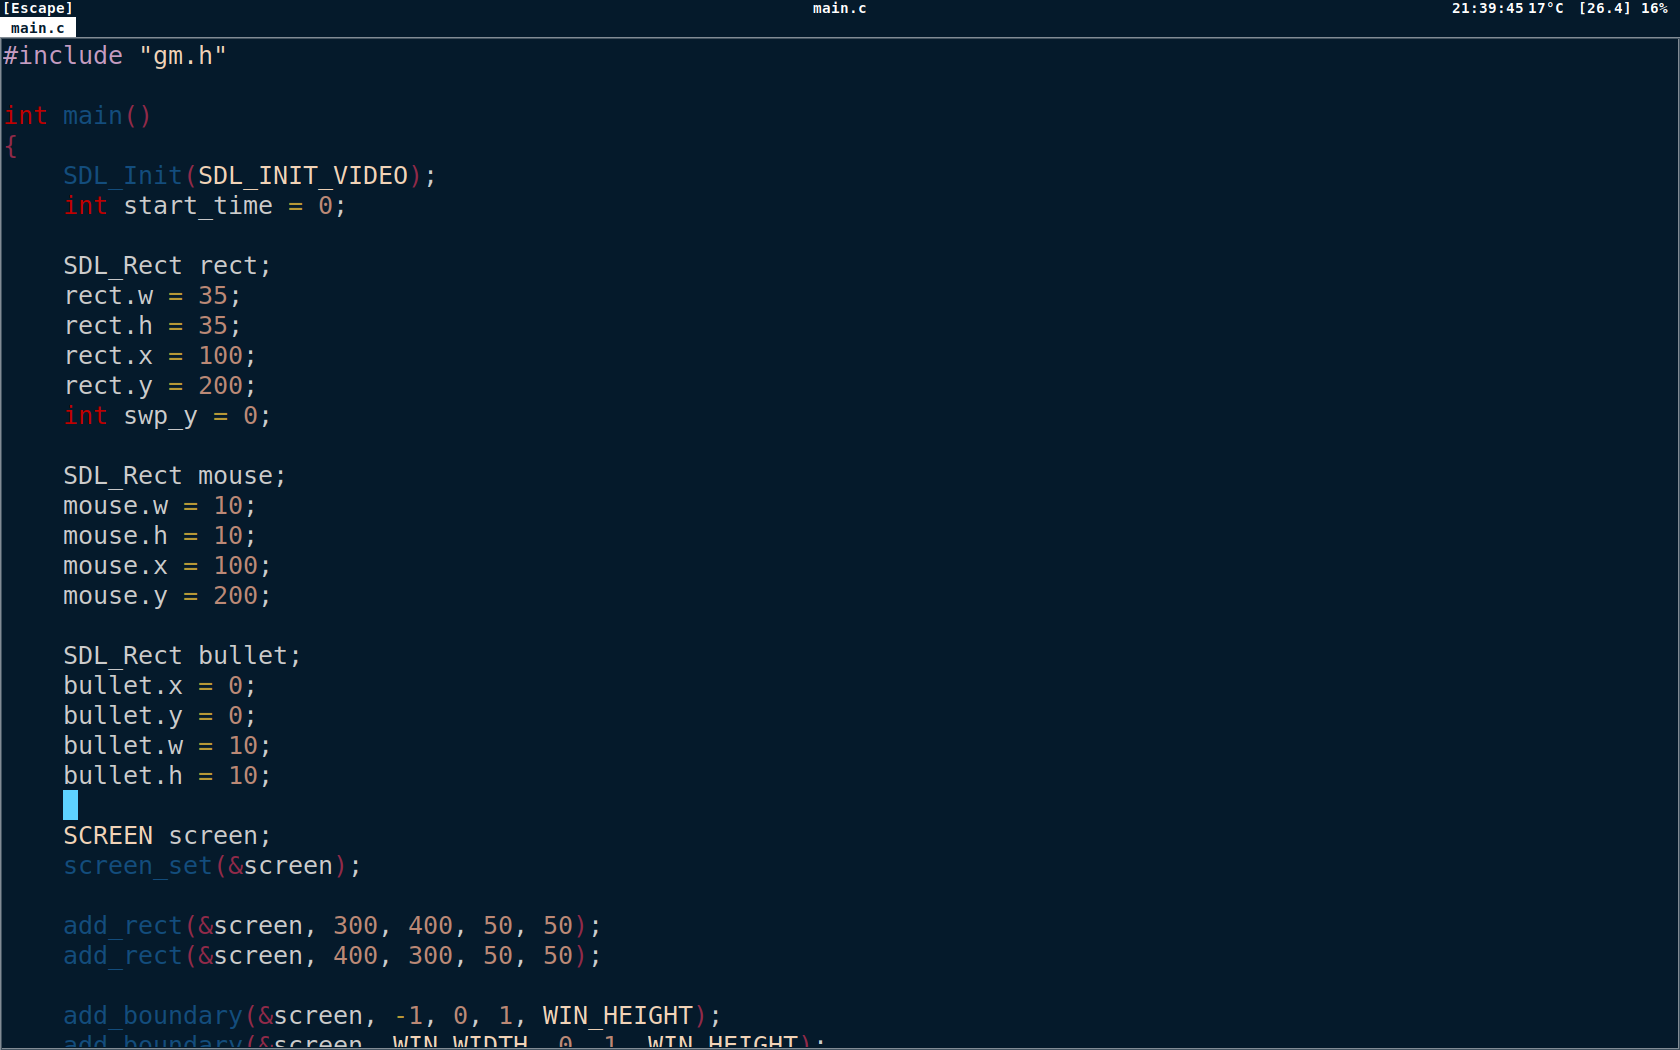 [Escape] main.c 21:39:45 17°C [26.4] 16%
main.c
#include "gm.h"

int main()
{
    SDL_Init(SDL_INIT_VIDEO);
    int start_time = 0;

    SDL_Rect rect;
    rect.w = 35;
    rect.h = 35;
    rect.x = 100;
    rect.y = 200;
    int swp_y = 0;

    SDL_Rect mouse;
    mouse.w = 10;
    mouse.h = 10;
    mouse.x = 100;
    mouse.y = 200;

    SDL_Rect bullet;
    bullet.x = 0;
    bullet.y = 0;
    bullet.w = 10;
    bullet.h = 10;

    SCREEN screen;
    screen_set(&screen);

    add_rect(&screen, 300, 400, 50, 50);
    add_rect(&screen, 400, 300, 50, 50);

    add_boundary(&screen, -1, 0, 1, WIN_HEIGHT);
    add_boundary(&screen, WIN_WIDTH, 0, 1, WIN_HEIGHT);